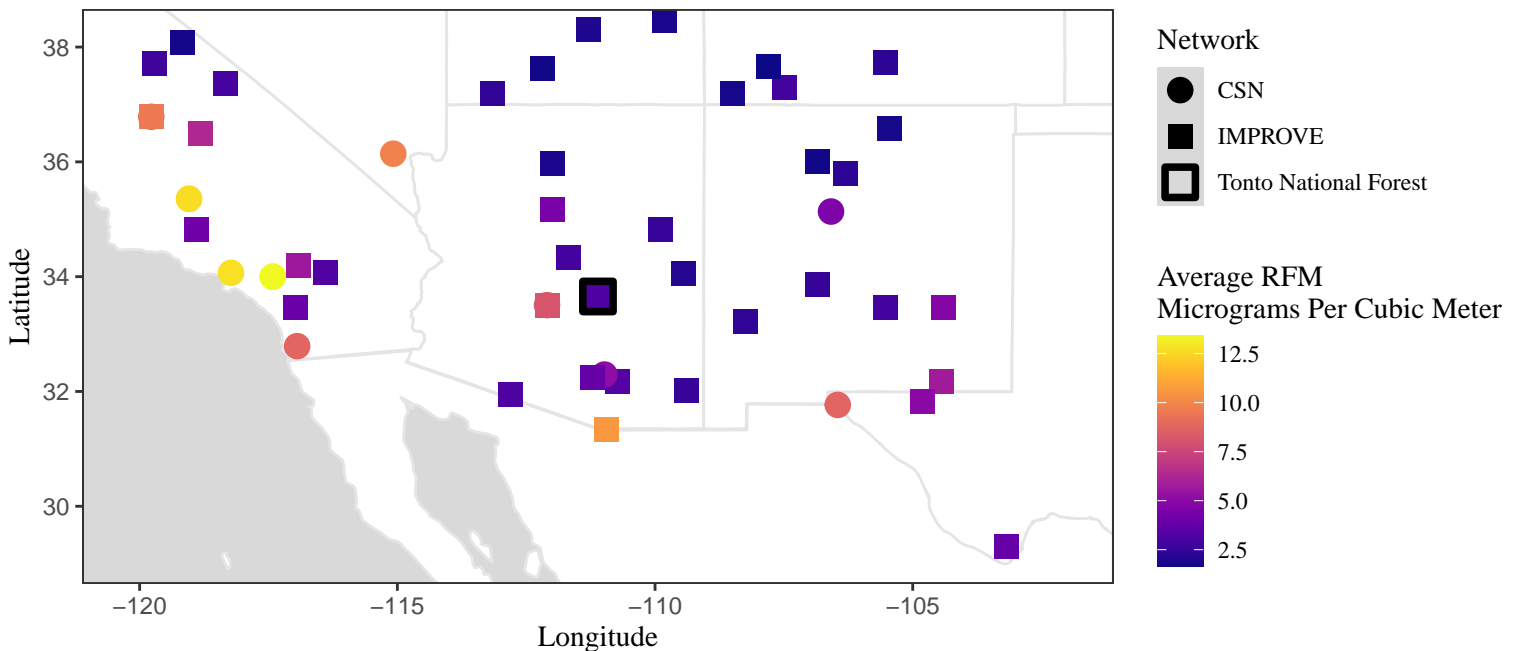 38
36
34
32
30
−120
−115
−110
−105
Latitude
Longitude
Network
CSN
IMPROVE
Tonto National Forest
Average RFM
Micrograms Per Cubic Meter
12.5
10.0
7.5
5.0
2.5